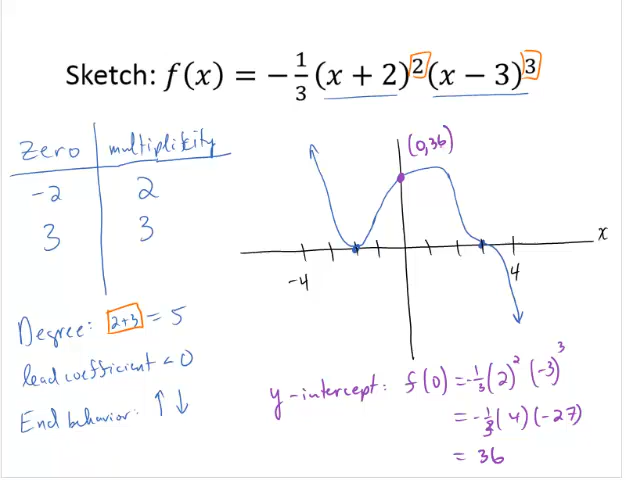 Sketch: f(x) = −1/3(x + 2)²(x − 3)³
Zero multiplicity
-2 2
3 3
(0,36)
x
-4
4
Degree: 2+3 = 5
lead coefficient < 0
End behavior: ↑ ↓
y-intercept: f(0) = -1/3(2)²(-3)³
= -1/3(4)(-27)
= 36